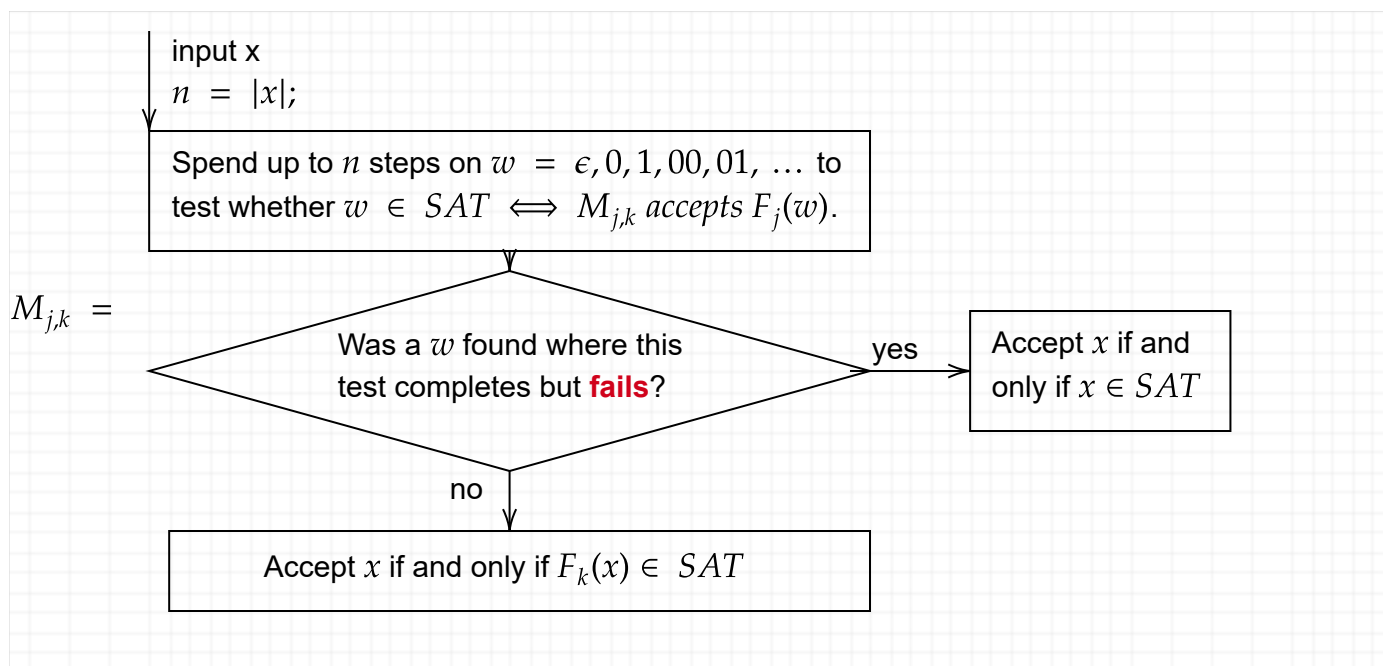 input x
n = |x|;
Spend up to n steps on w = ϵ, 0, 1, 00, 01, … to
test whether w ∈ SAT ⟺ M_{j,k} accepts F_j(w).
M_{j,k} =
Was a w found where this
test completes but fails?
yes
Accept x if and
only if x ∈ SAT
no
Accept x if and only if F_k(x) ∈ SAT